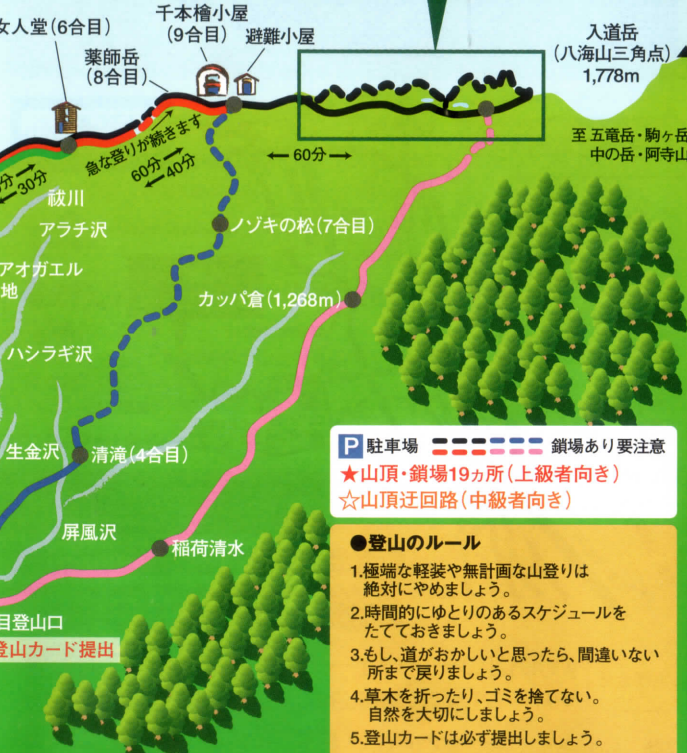 女人堂(6合目)
薬師岳
(8合目)
千本檜小屋
(9合目)
避難小屋
入道岳
(八海山三角点)
1,778m
至 五竜岳・駒ヶ岳
中の岳・阿寺山
急な登りが続きます
60分
40分
60分
分
30分
祓川
アラチ沢
アオガエル
地
ハシラギ沢
ノゾキの松(7合目)
カッパ倉(1,268m)
生金沢
清滝(4合目)
屏風沢
稲荷清水
目登山口
登山カード提出
P 駐車場 鎖場あり要注意
★山頂・鎖場19ヵ所(上級者向き)
☆山頂迂回路(中級者向き)
●登山のルール
1.極端な軽装や無計画な山登りは
絶対にやめましょう。
2.時間的にゆとりのあるスケジュールを
たてておきましょう。
3.もし、道がおかしいと思ったら、間違いない
所まで戻りましょう。
4.草木を折ったり、ゴミを捨てない。
自然を大切にしましょう。
5.登山カードは必ず提出しましょう。